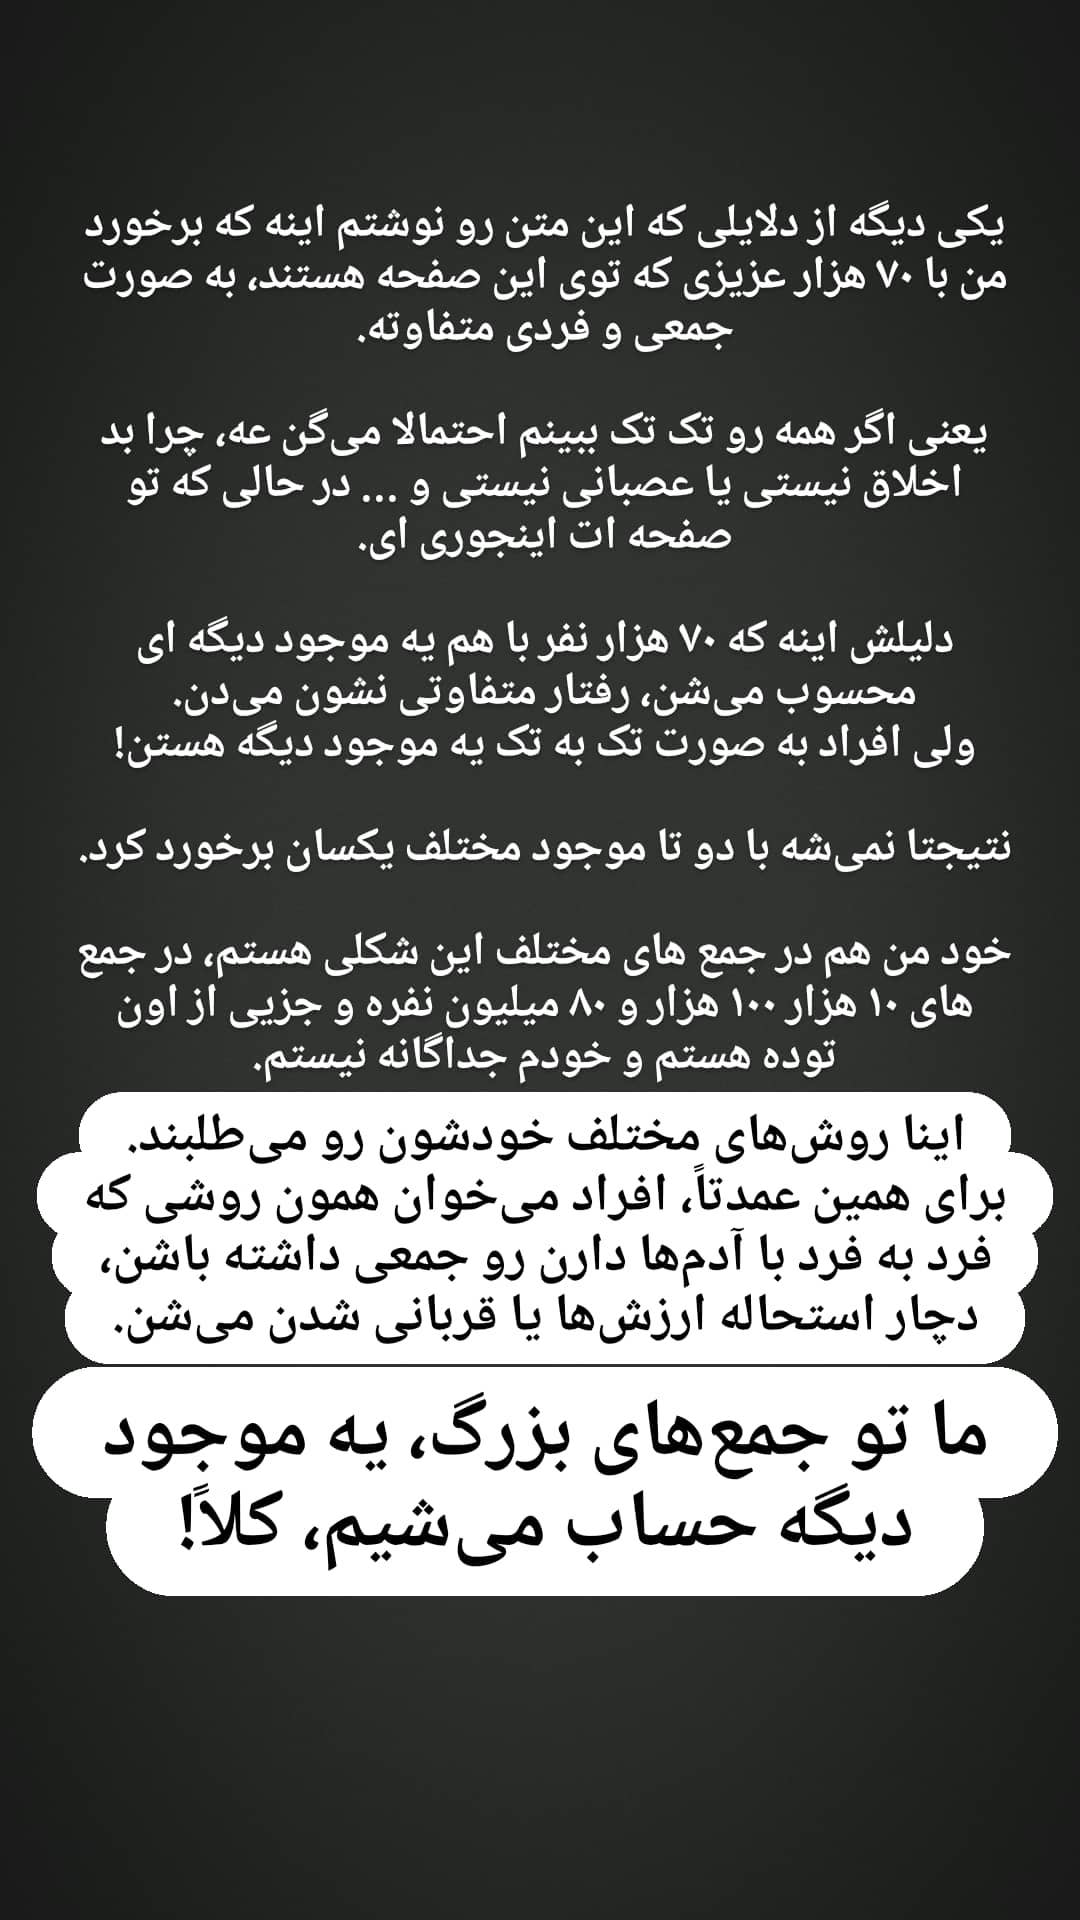 یکی دیگه از دلایلی که این متن رو نوشتم اینه که برخورد
من با ۷۰ هزار عزیزی که توی این صفحه هستند، به صورت
جمعی و فردی متفاوته.
یعنی اگر همه رو تک تک ببینم احتمالا می‌گن عه، چرا بد
اخلاق نیستی یا عصبانی نیستی و ... در حالی که تو
صفحه ات اینجوری ای.
دلیلش اینه که ۷۰ هزار نفر با هم یه موجود دیگه ای
محسوب می‌شن، رفتار متفاوتی نشون می‌دن.
ولی افراد به صورت تک به تک یه موجود دیگه هستن!
نتیجتا نمی‌شه با دو تا موجود مختلف یکسان برخورد کرد.
خود من هم در جمع های مختلف این شکلی هستم، در جمع
های ۱۰ هزار ۱۰۰ هزار و ۸۰ میلیون نفره و جزیی از اون
توده هستم و خودم جداگانه نیستم.
اینا روش‌های مختلف خودشون رو می‌طلبند.
برای همین عمدتاً، افراد می‌خوان همون روشی که
فرد به فرد با آدم‌ها دارن رو جمعی داشته باشن،
دچار استحاله ارزش‌ها یا قربانی شدن می‌شن.
ما تو جمع‌های بزرگ، یه موجود
دیگه حساب می‌شیم، کلاً!